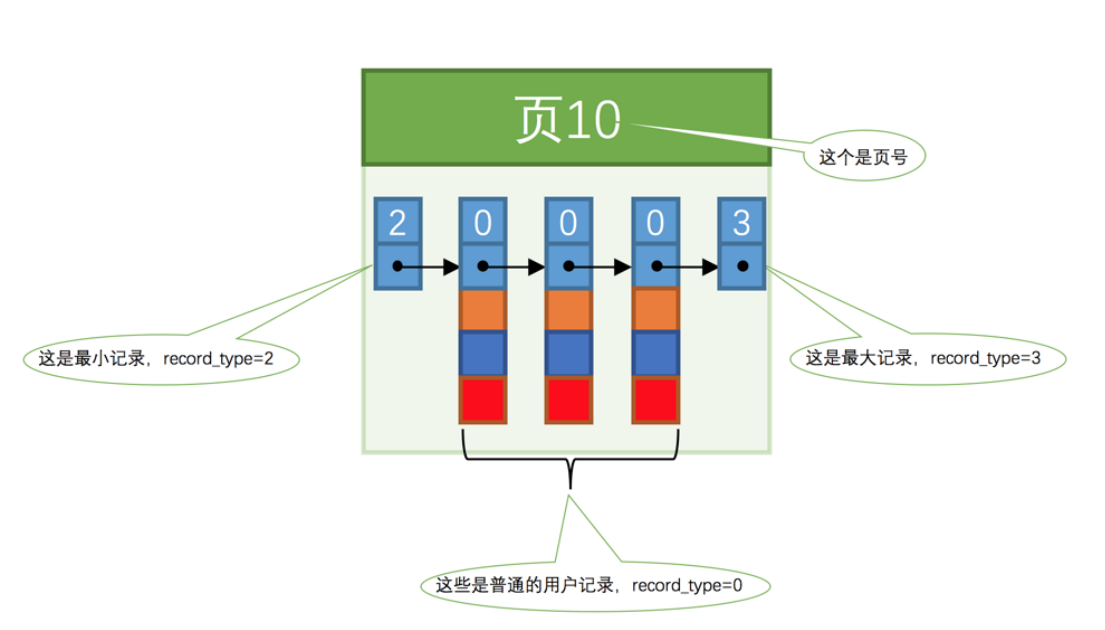 页10
这个是页号
2 0 0 0 3
这是最小记录，record_type=2
这是最大记录，record_type=3
这些是普通的用户记录，record_type=0